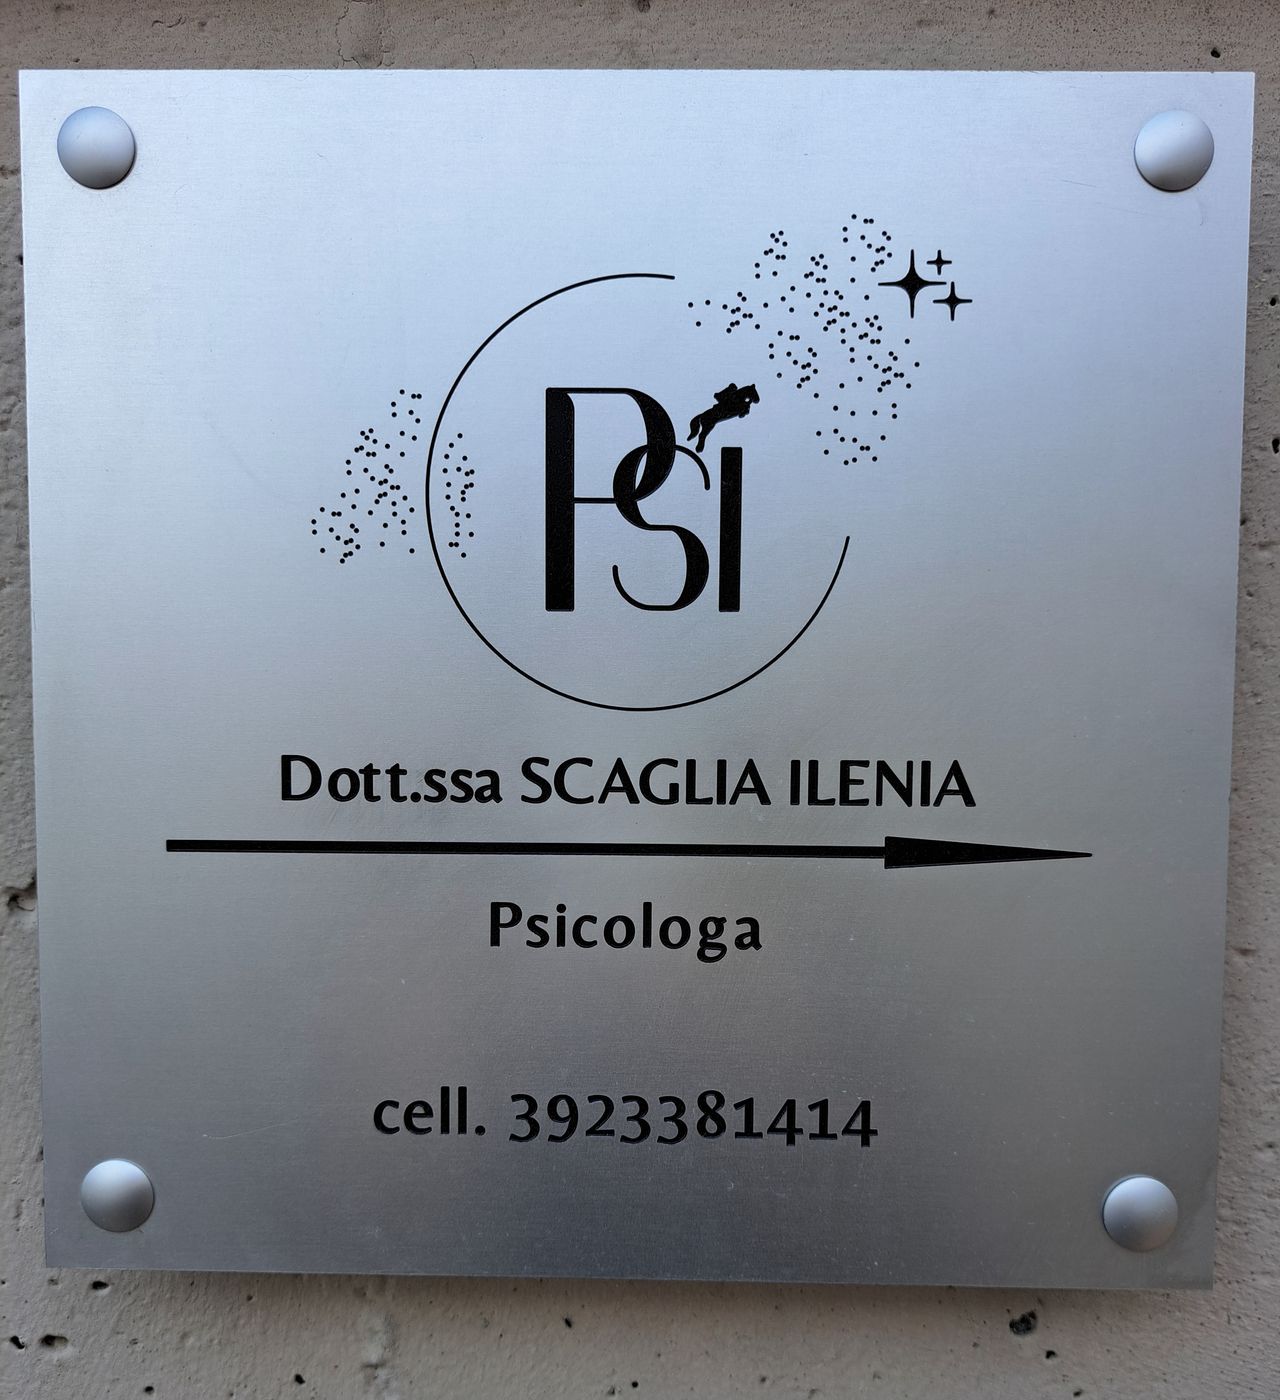 PSI
Dott.ssa SCAGLIA ILENIA
Psicologa
cell. 3923381414